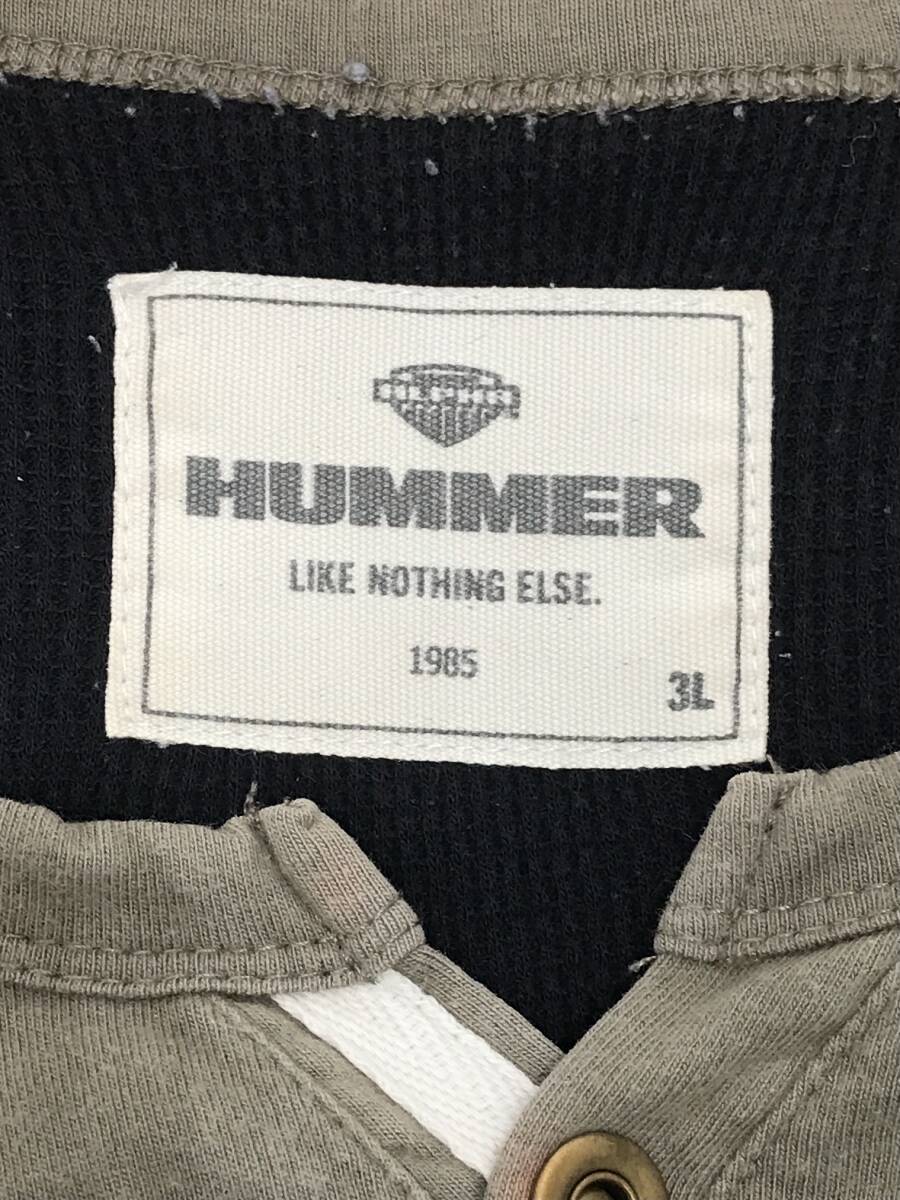 HUMMER
LIKE NOTHING ELSE.
1985
3L